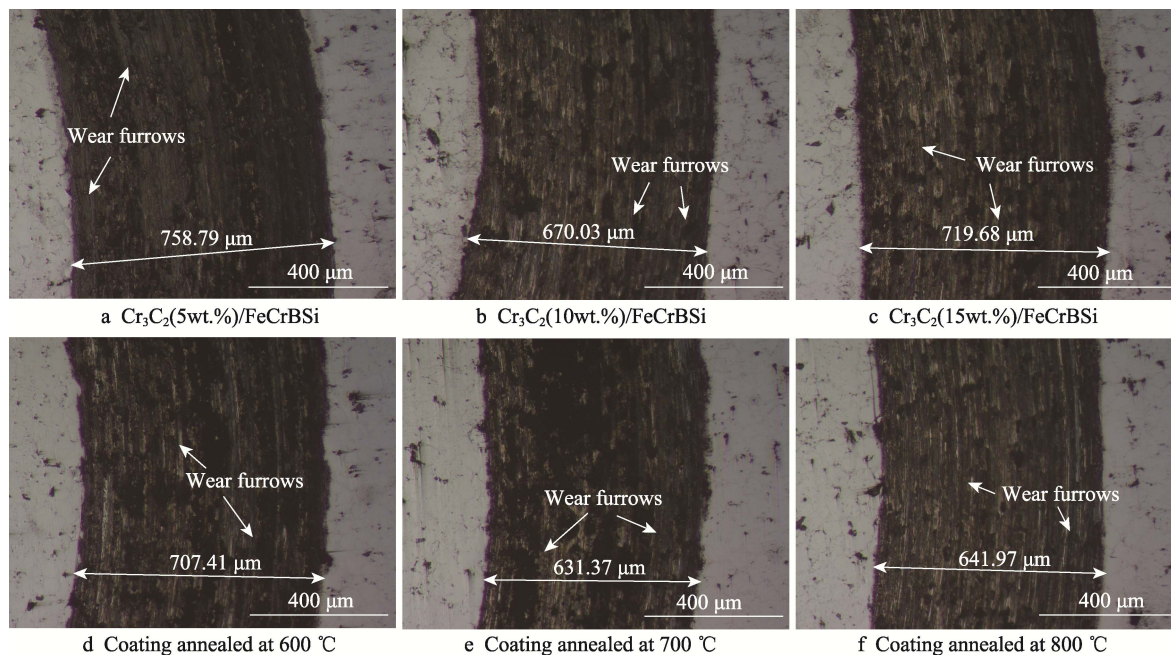 Wear furrows
758.79 μm
400 μm
a Cr₃C₂(5wt.%)/FeCrBSi
Wear furrows
670.03 μm
400 μm
b Cr₃C₂(10wt.%)/FeCrBSi
Wear furrows
719.68 μm
400 μm
c Cr₃C₂(15wt.%)/FeCrBSi
Wear furrows
707.41 μm
400 μm
d Coating annealed at 600 ℃
Wear furrows
631.37 μm
400 μm
e Coating annealed at 700 ℃
Wear furrows
641.97 μm
400 μm
f Coating annealed at 800 ℃